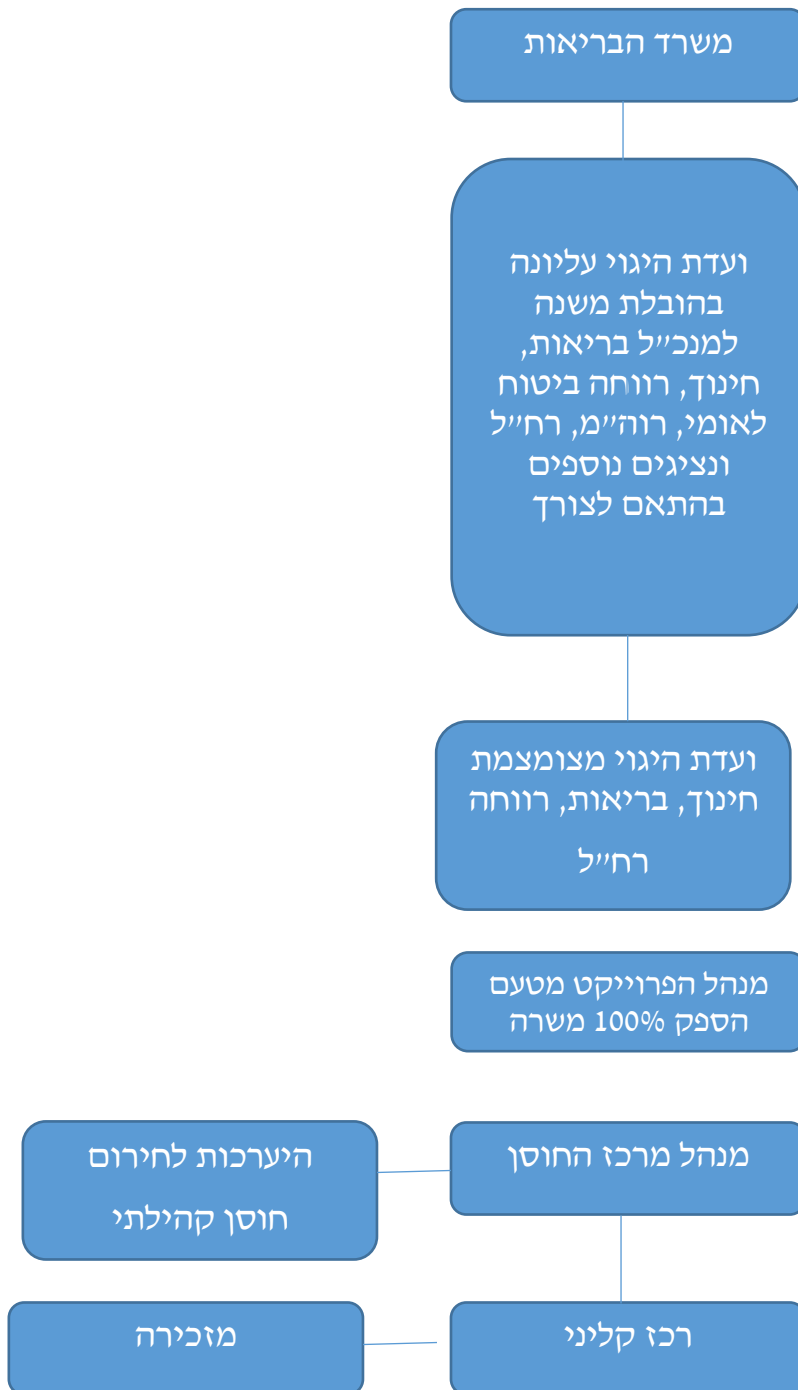 משרד הבריאות
ועדת היגוי עליונה
בהובלת משנה
למנכ״ל בריאות,
חינוך, רווחה ביטוח
לאומי, רוה״מ, רח״ל
ונציגים נוספים
בהתאם לצורך
ועדת היגוי מצומצמת
חינוך, בריאות, רווחה
רח״ל
מנהל הפרוייקט מטעם
הספק 100% משרה
מנהל מרכז החוסן
היערכות לחירום
חוסן קהילתי
רכז קליני
מזכירה